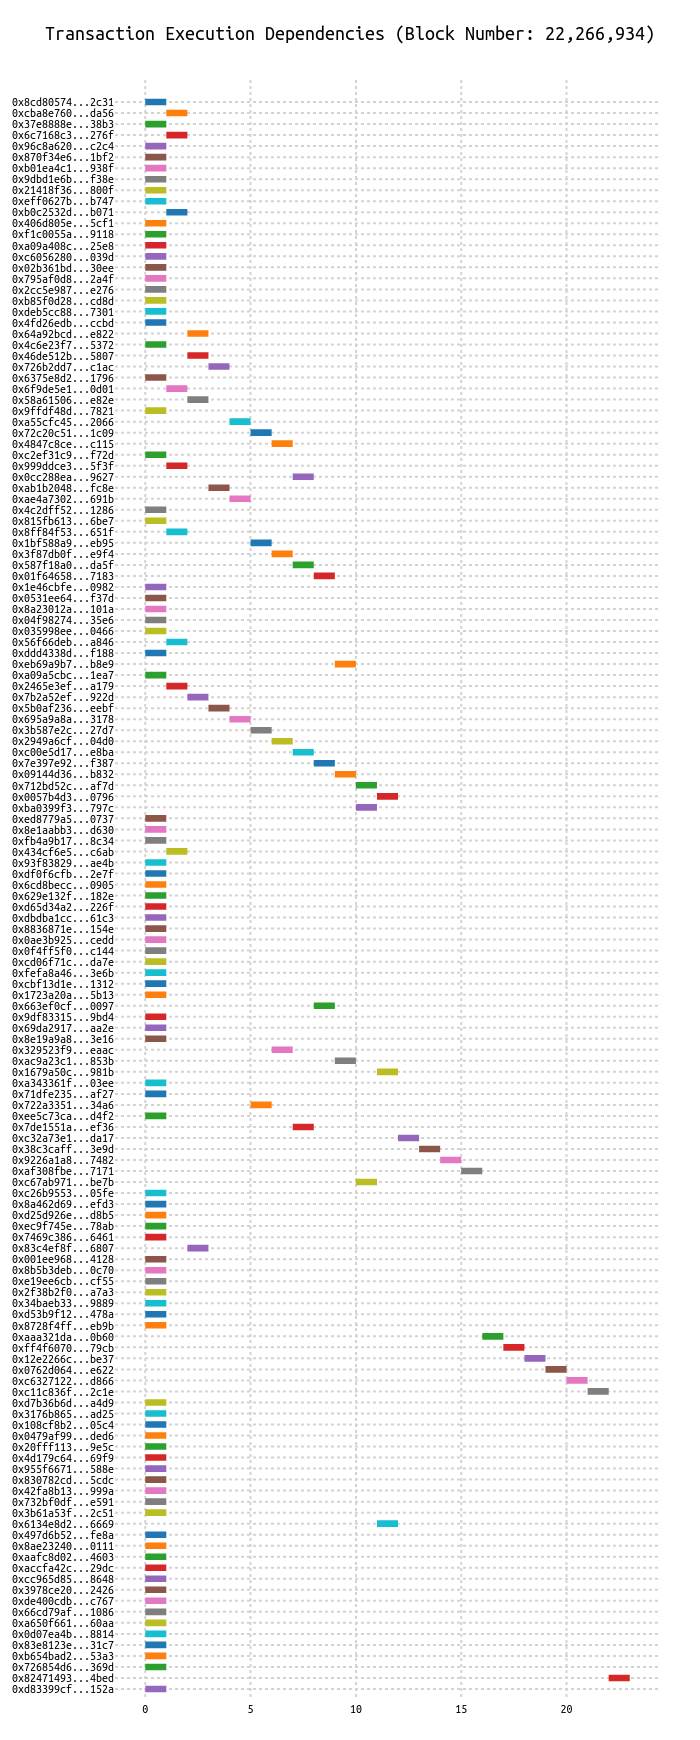 Transaction Execution Dependencies (Block Number: 22,266,934)
0x8cd80574...2c31
0xcba8e760...da56
0x37e8888e...38b3
0x6c7168c3...276f
0x96c8a620...c2c4
0x870f34e6...1bf2
0xb01ea4c1...938f
0x9dbd1e6b...f38e
0x21418f36...800f
0xeff0627b...b747
0xb0c2532d...b071
0x406d805e...5cf1
0xf1c0055a...9118
0xa09a408c...25e8
0xc6056280...039d
0x02b361bd...30ee
0x795af0d8...2a4f
0x2cc5e987...e276
0xb85f0d28...cd8d
0xdeb5cc88...7301
0x4fd26edb...ccbd
0x64a92bcd...e822
0x4c6e23f7...5372
0x46de512b...5807
0x726b2dd7...c1ac
0x6375e8d2...1796
0x6f9de5e1...0d01
0x58a61506...e82e
0x9ffdf48d...7821
0xa55cfc45...2066
0x72c20c51...1c09
0x4847c8ce...c115
0xc2ef31c9...f72d
0x999ddce3...5f3f
0x0cc288ea...9627
0xab1b2048...fc8e
0xae4a7302...691b
0x4c2dff52...1286
0x815fb613...6be7
0x8ff84f53...651f
0x1bf588a9...eb95
0x3f87db0f...e9f4
0x587f18a0...da5f
0x01f64658...7183
0x1e46cbfe...0982
0x0531ee64...f37d
0x8a23012a...101a
0x04f98274...35e6
0x035998ee...0466
0x56f66deb...a846
0xddd4338d...f188
0xeb69a9b7...b8e9
0xa09a5cbc...1ea7
0x2465e3ef...a179
0x7b2a52ef...922d
0x5b0af236...eebf
0x695a9a8a...3178
0x3b587e2c...27d7
0x2949a6cf...04d0
0xc00e5d17...e8ba
0x7e397e92...f387
0x09144d36...b832
0x712bd52c...af7d
0x0057b4d3...0796
0xba0399f3...797c
0xed8779a5...0737
0x8e1aabb3...d630
0xfb4a9b17...8c34
0x434cf6e5...c6ab
0x93f83829...ae4b
0xdf0f6cfb...2e7f
0x6cd8becc...0905
0x629e132f...182e
0xd65d34a2...226f
0xdbdba1cc...61c3
0x8836871e...154e
0x0ae3b925...cedd
0x0f4ff5f0...c144
0xcd06f71c...da7e
0xfefa8a46...3e6b
0xcbf13d1e...1312
0x1723a20a...5b13
0x663ef0cf...0097
0x9df83315...9bd4
0x69da2917...aa2e
0x8e19a9a8...3e16
0x329523f9...eaac
0xac9a23c1...853b
0x1679a50c...981b
0xa343361f...03ee
0x71dfe235...af27
0x722a3351...34a6
0xee5c73ca...d4f2
0x7de1551a...ef36
0xc32a73e1...da17
0x38c3caff...3e9d
0x9226a1a8...7482
0xaf308fbe...7171
0xc67ab971...be7b
0xc26b9553...05fe
0x8a462d69...efd3
0xd25d926e...d8b5
0xec9f745e...78ab
0x7469c386...6461
0x83c4ef8f...6807
0x001ee968...4128
0x8b5b3deb...0c70
0xe19ee6cb...cf55
0x2f38b2f0...a7a3
0x34baeb33...9889
0xd53b9f12...478a
0x8728f4ff...eb9b
0xaaa321da...0b60
0xff4f6070...79cb
0x12e2266c...be37
0x0762d064...e622
0xc6327122...d866
0xc11c836f...2c1e
0xd7b36b6d...a4d9
0x3176b865...ad25
0x108cf8b2...05c4
0x0479af99...ded6
0x20fff113...9e5c
0x4d179c64...69f9
0x955f6671...588e
0x830782cd...5cdc
0x42fa8b13...999a
0x732bf0df...e591
0x3b61a53f...2c51
0x6134e8d2...6669
0x497d6b52...fe8a
0x8ae23240...0111
0xaafc8d02...4603
0xaccfa42c...29dc
0xcc965d85...8648
0x3978ce20...2426
0xde400cdb...c767
0x66cd79af...1086
0xa650f661...60aa
0x0d07ea4b...8814
0x83e8123e...31c7
0xb654bad2...53a3
0x726854d6...369d
0x82471493...4bed
0xd83399cf...152a
0 5 10 15 20